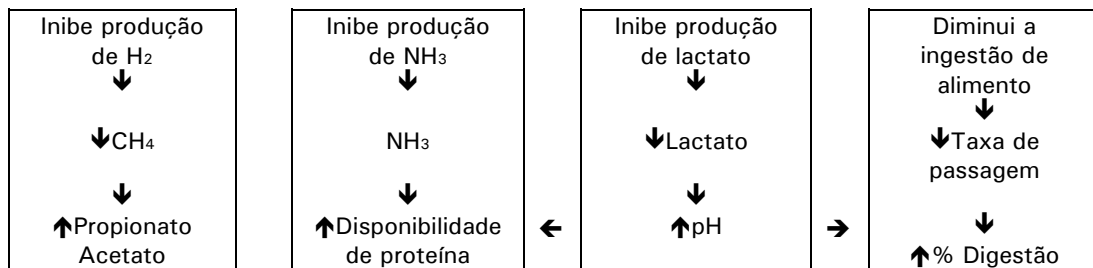 Inibe produção
de H2
🡻
🡻CH4
🡻
🡹Propionato
Acetato
Inibe produção
de NH3
🡻
NH3
🡻
🡹Disponibilidade
de proteína
🡸
Inibe produção
de lactato
🡻
🡻Lactato
🡻
🡹pH
🡺
Diminui a
ingestão de
alimento
🡻
🡻Taxa de
passagem
🡻
🡹% Digestão